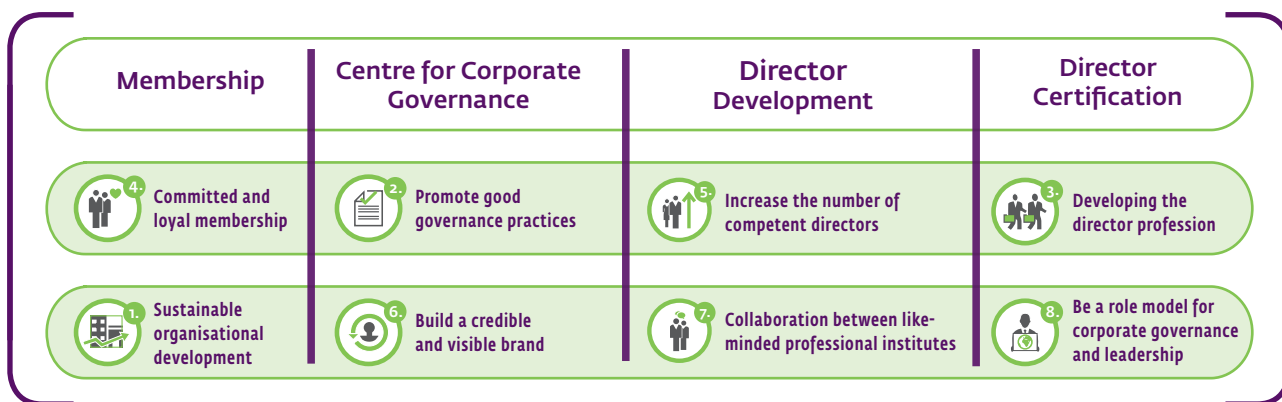 Membership
Centre for Corporate
Governance
Director
Development
Director
Certification
4.
Committed and
loyal membership
2.
Promote good
governance practices
5.
Increase the number of
competent directors
3.
Developing the
director profession
1.
Sustainable
organisational
development
6.
Build a credible
and visible brand
7.
Collaboration between like-
minded professional institutes
8.
Be a role model for
corporate governance
and leadership